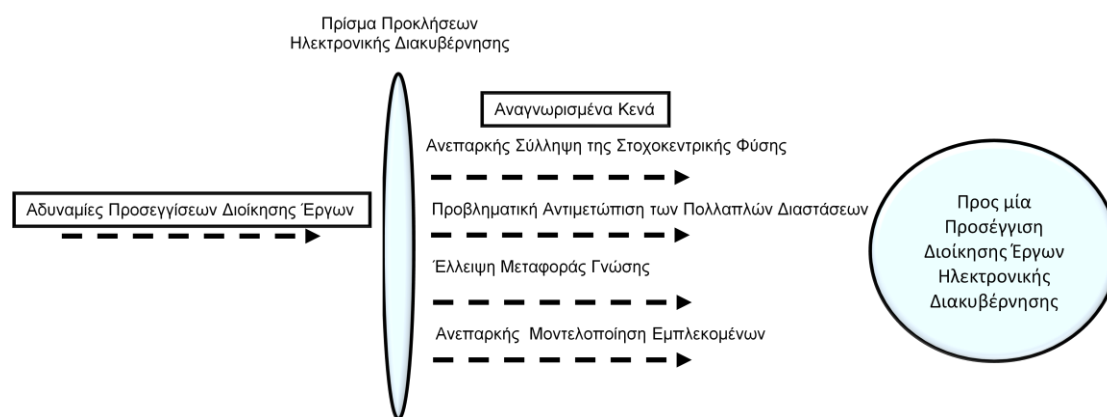 Πρίσμα Προκλήσεων
Ηλεκτρονικής Διακυβέρνησης
Αναγνωρισμένα Κενά
Ανεπαρκής Σύλληψη της Στοχοκεντρικής Φύσης
Αδυναμίες Προσεγγίσεων Διοίκησης Έργων
Προβληματική Αντιμετώπιση των Πολλαπλών Διαστάσεων
Έλλειψη Μεταφοράς Γνώσης
Ανεπαρκής Μοντελοποίηση Εμπλεκομένων
Προς μία
Προσέγγιση
Διοίκησης Έργων
Ηλεκτρονικής
Διακυβέρνησης